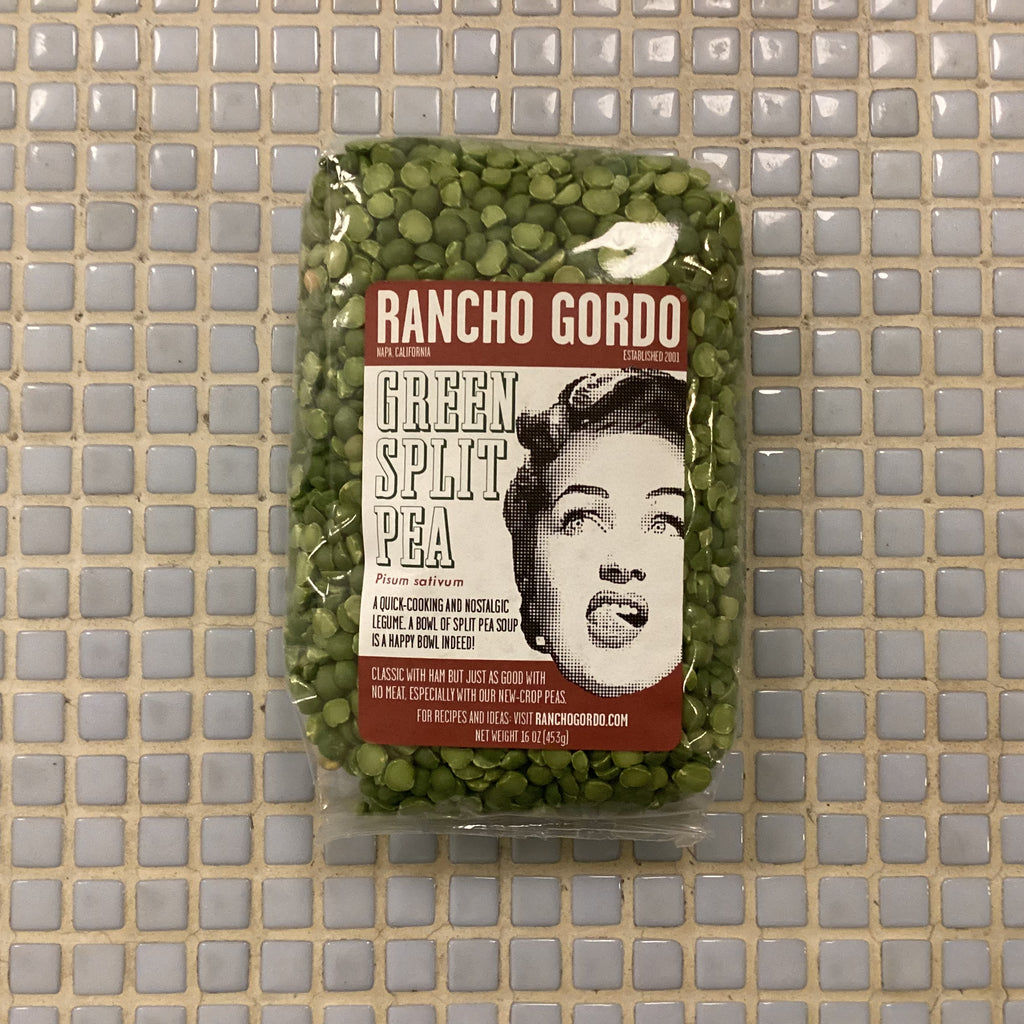 RANCHO GORDO®
NAPA, CALIFORNIA ESTABLISHED 2001
GREEN
SPLIT
PEA
Pisum sativum
A QUICK-COOKING AND NOSTALGIC
LEGUME. A BOWL OF SPLIT PEA SOUP
IS A HAPPY BOWL INDEED!
CLASSIC WITH HAM BUT JUST AS GOOD WITH
NO MEAT, ESPECIALLY WITH OUR NEW-CROP PEAS.
FOR RECIPES AND IDEAS: VISIT RANCHOGORDO.COM
NET WEIGHT 16 OZ (453g)